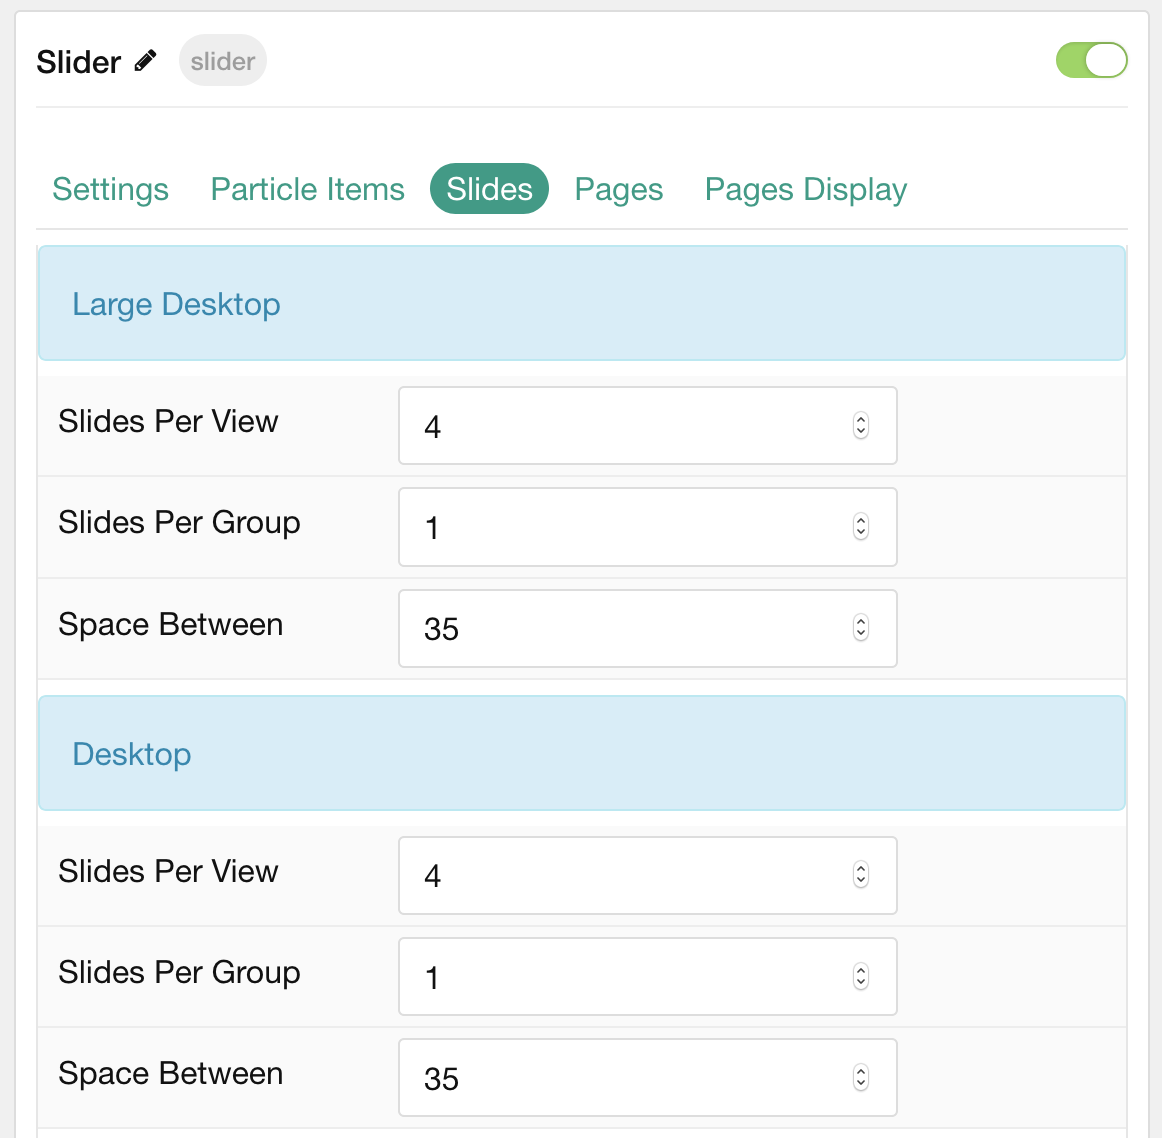 Slider slider
Settings Particle Items Slides Pages Pages Display
Large Desktop
Slides Per View 4
Slides Per Group 1
Space Between 35
Desktop
Slides Per View 4
Slides Per Group 1
Space Between 35